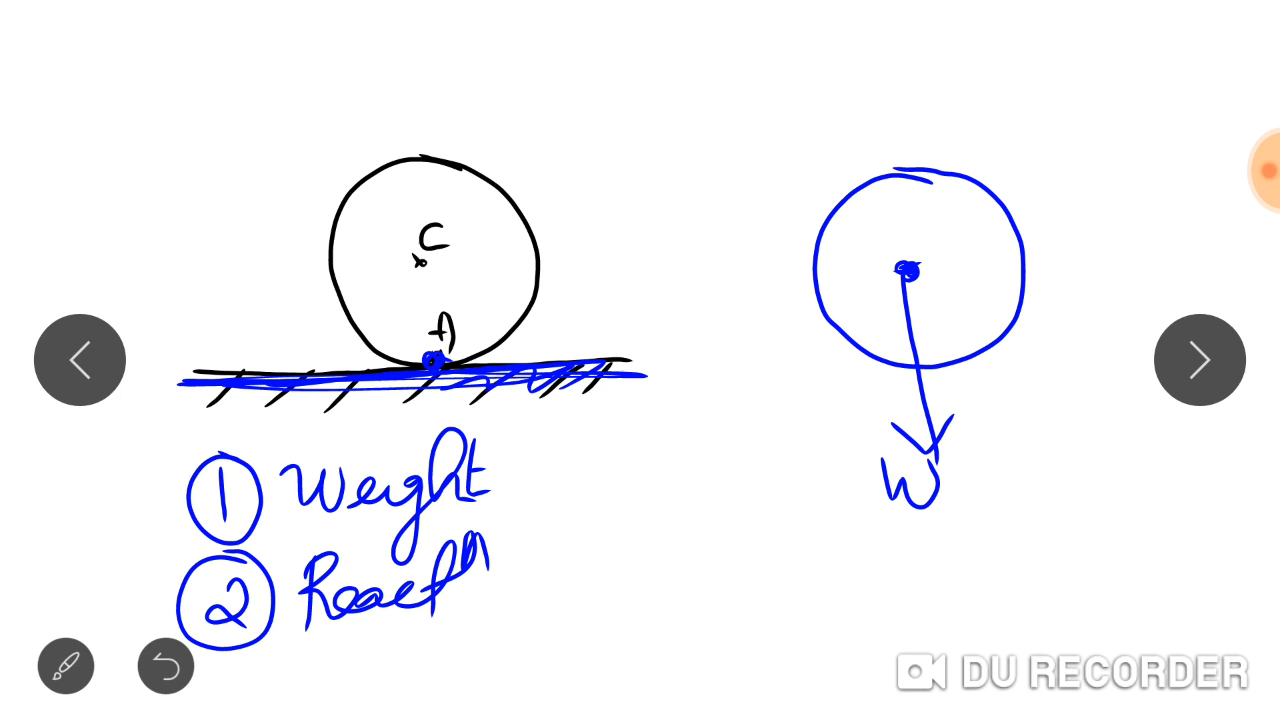 C
A
W
① Weight
② Reactⁿ
DU RECORDER